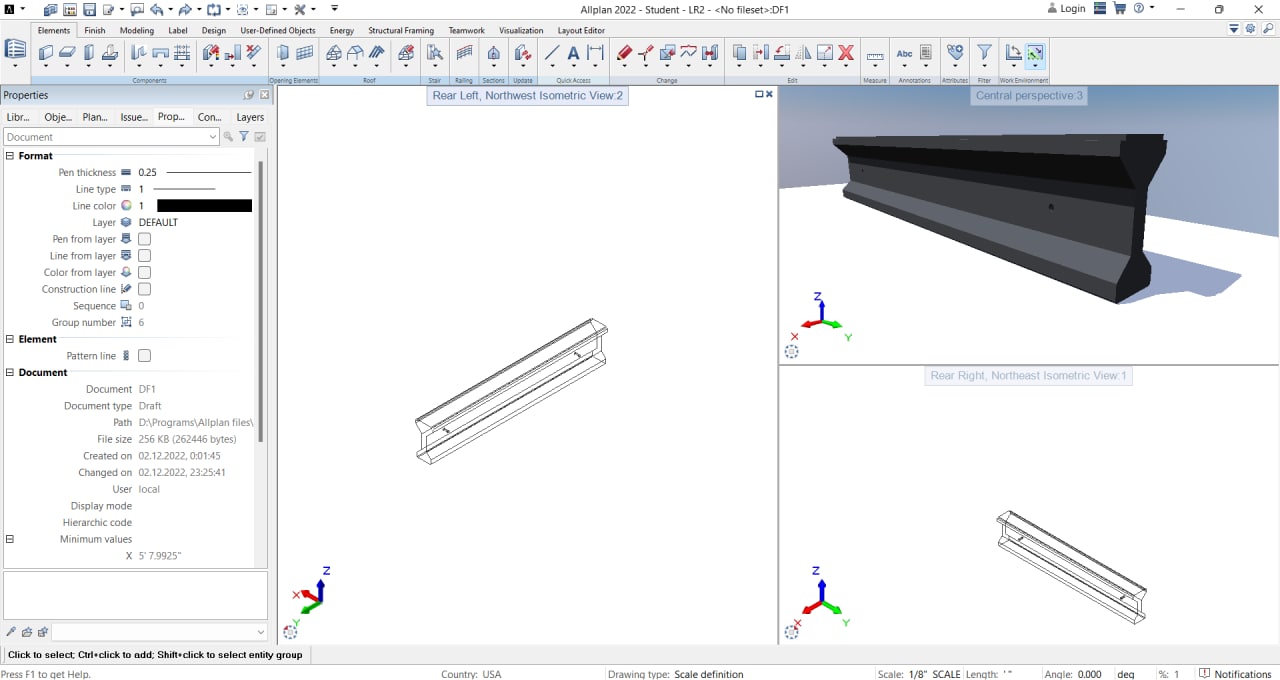 Allplan 2022 - Student - LR2 - <No fileset>:DF1
Login
Elements Finish Modeling Label Design User-Defined Objects Energy Structural Framing Teamwork Visualization Layout Editor
Abc
Components Opening Elements Roof Stair Railing Sections Update Quick Access Change Edit Measure Annotations Attributes Filter Work Environment
Properties
Libr... Obje... Plan... Issue... Prop... Con... Layers
Document
Format
Pen thickness 0.25
Line type 1
Line color 1
Layer DEFAULT
Pen from layer
Line from layer
Color from layer
Construction line
Sequence 0
Group number 6
Element
Pattern line
Document
Document DF1
Document type Draft
Path D:\Programs\Allplan files\
File size 256 KB (262446 bytes)
Created on 02.12.2022, 0:01:45
Changed on 02.12.2022, 23:25:41
User local
Display mode
Hierarchic code
Minimum values
X 5' 7.9925"
Rear Left, Northwest Isometric View:2
Z
X
Y
Central perspective:3
Z
X
Y
Rear Right, Northeast Isometric View:1
Z
X
Y
Click to select; Ctrl+click to add; Shift+click to select entity group
Press F1 to get Help. Country: USA Drawing type: Scale definition Scale: 1/8" SCALE Length: ' " Angle: 0.000 deg %: 1 Notifications